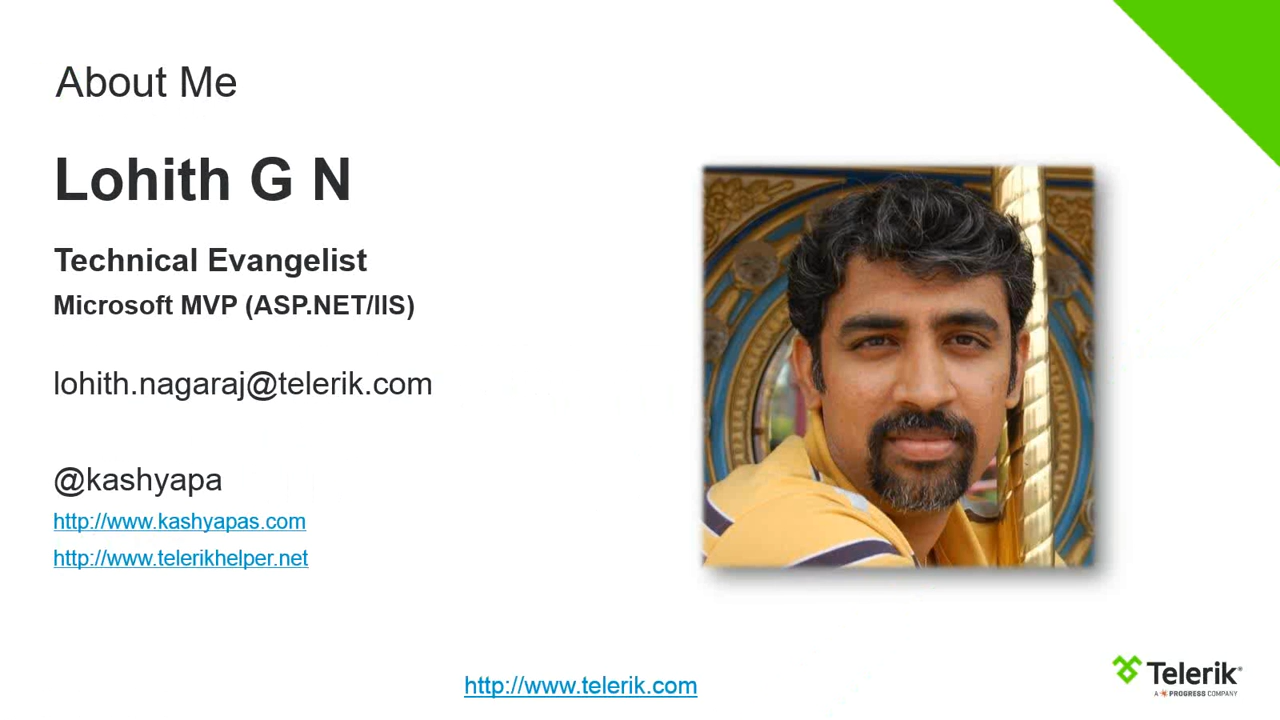 About Me
Lohith G N
Technical Evangelist
Microsoft MVP (ASP.NET/IIS)
lohith.nagaraj@telerik.com
@kashyapa
http://www.kashyapas.com
http://www.telerikhelper.net
http://www.telerik.com
Telerik®
A PROGRESS COMPANY